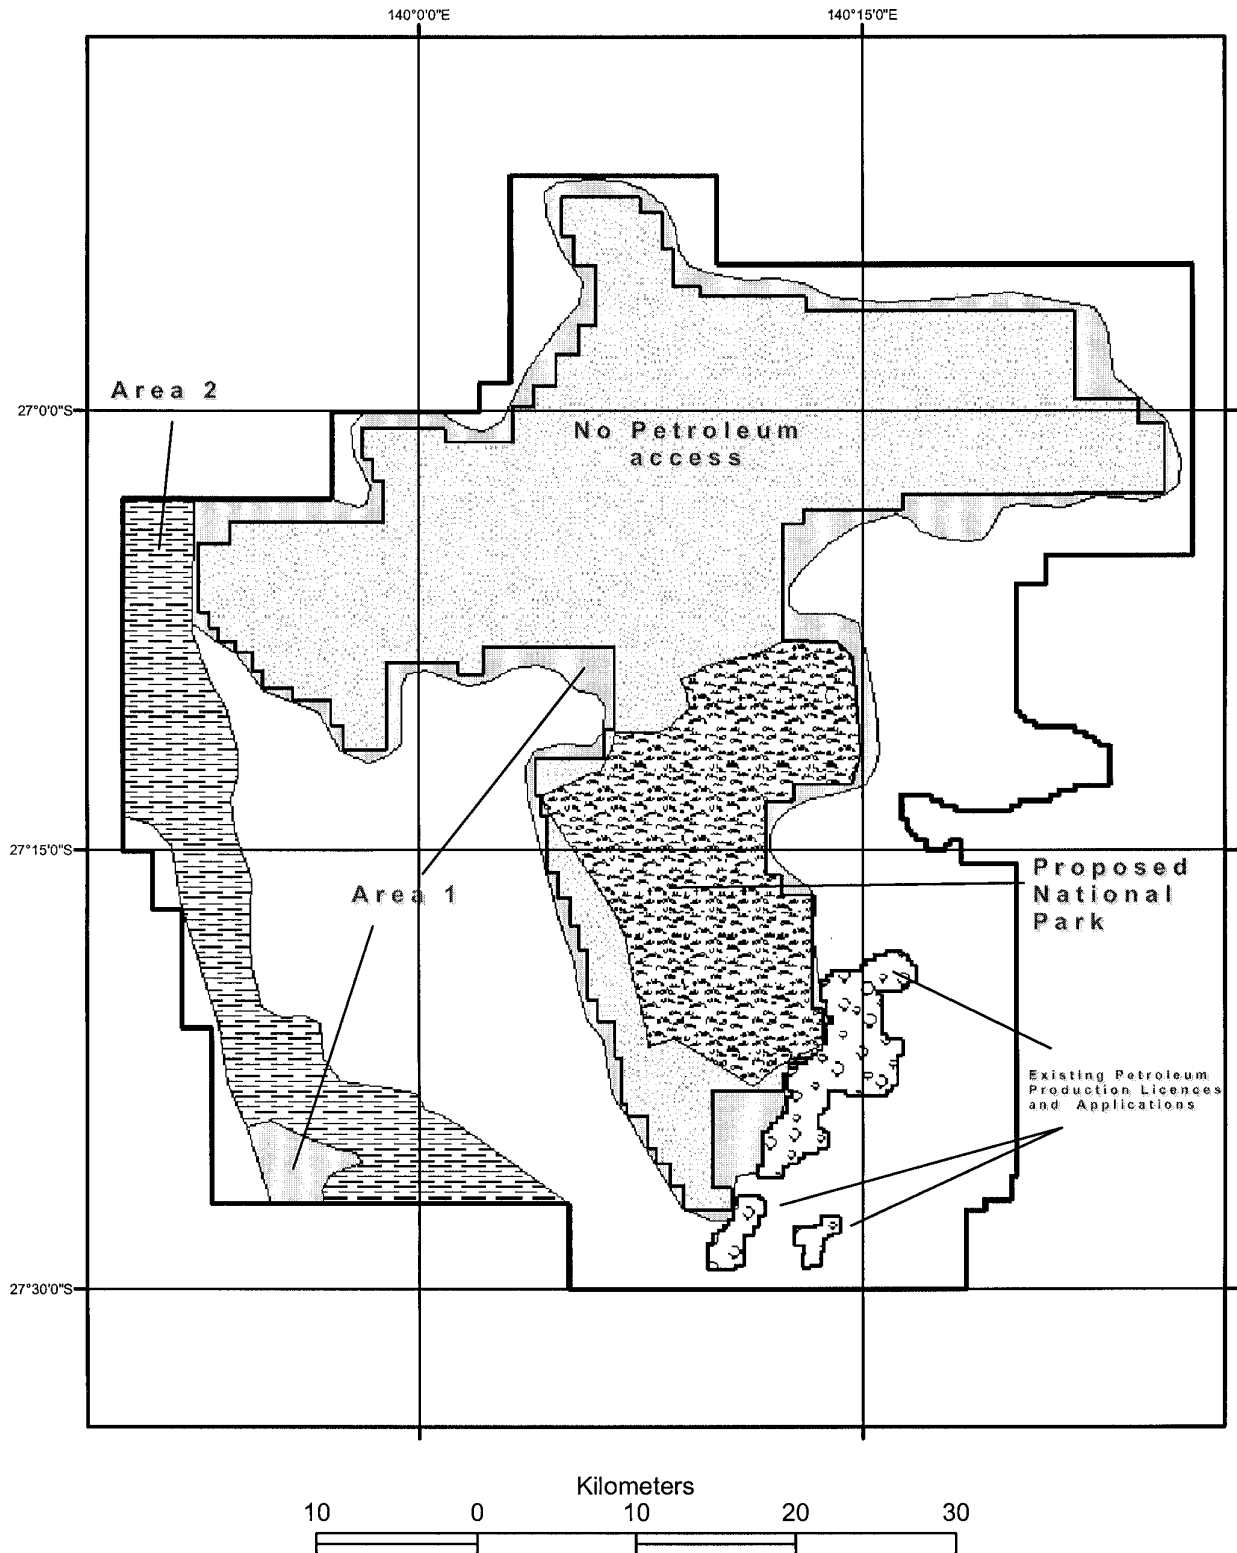 140°0'0"E
140°15'0"E
Area 2
27°0'0"S
No Petroleum
access
27°15'0"S
Area 1
Proposed
National
Park
Existing Petroleum
Production Licences
and Applications
27°30'0"S
Kilometers
10 0 10 20 30